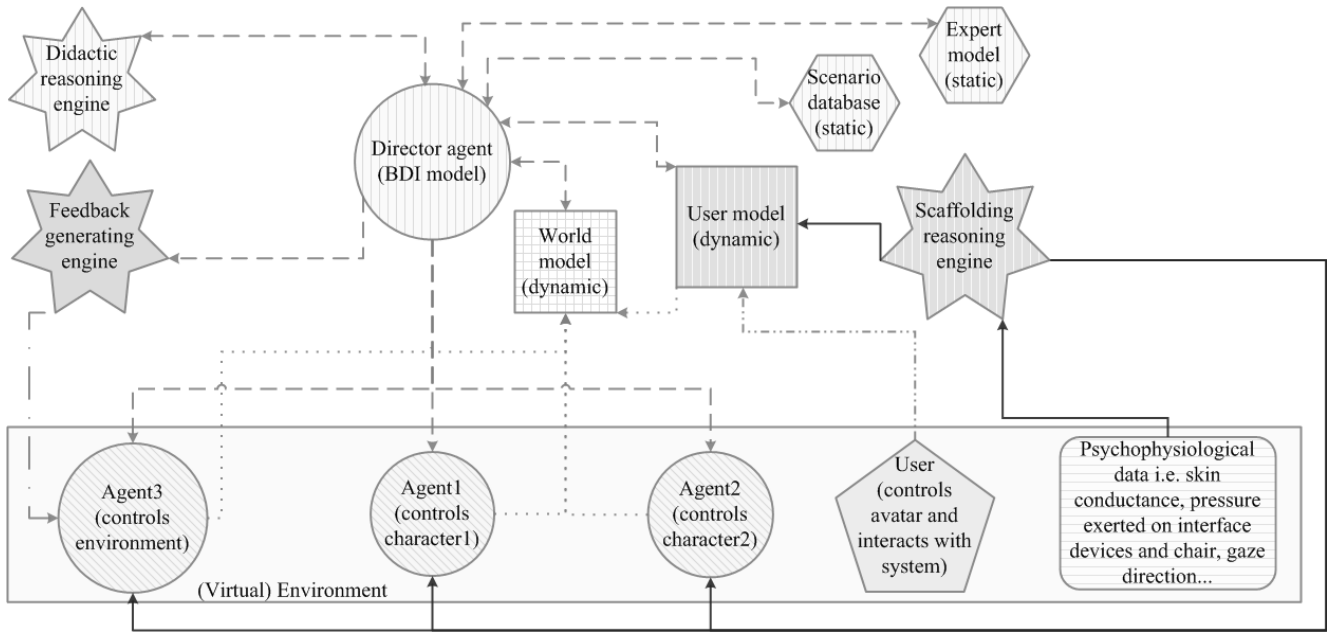 Didactic
reasoning
engine
Director agent
(BDI model)
Expert
model
(static)
Scenario
database
(static)
Feedback
generating
engine
World
model
(dynamic)
User model
(dynamic)
Scaffolding
reasoning
engine
Agent3
(controls
environment)
Agent1
(controls
character1)
Agent2
(controls
character2)
User
(controls
avatar and
interacts with
system)
Psychophysiological
data i.e. skin
conductance, pressure
exerted on interface
devices and chair, gaze
direction...
(Virtual) Environment